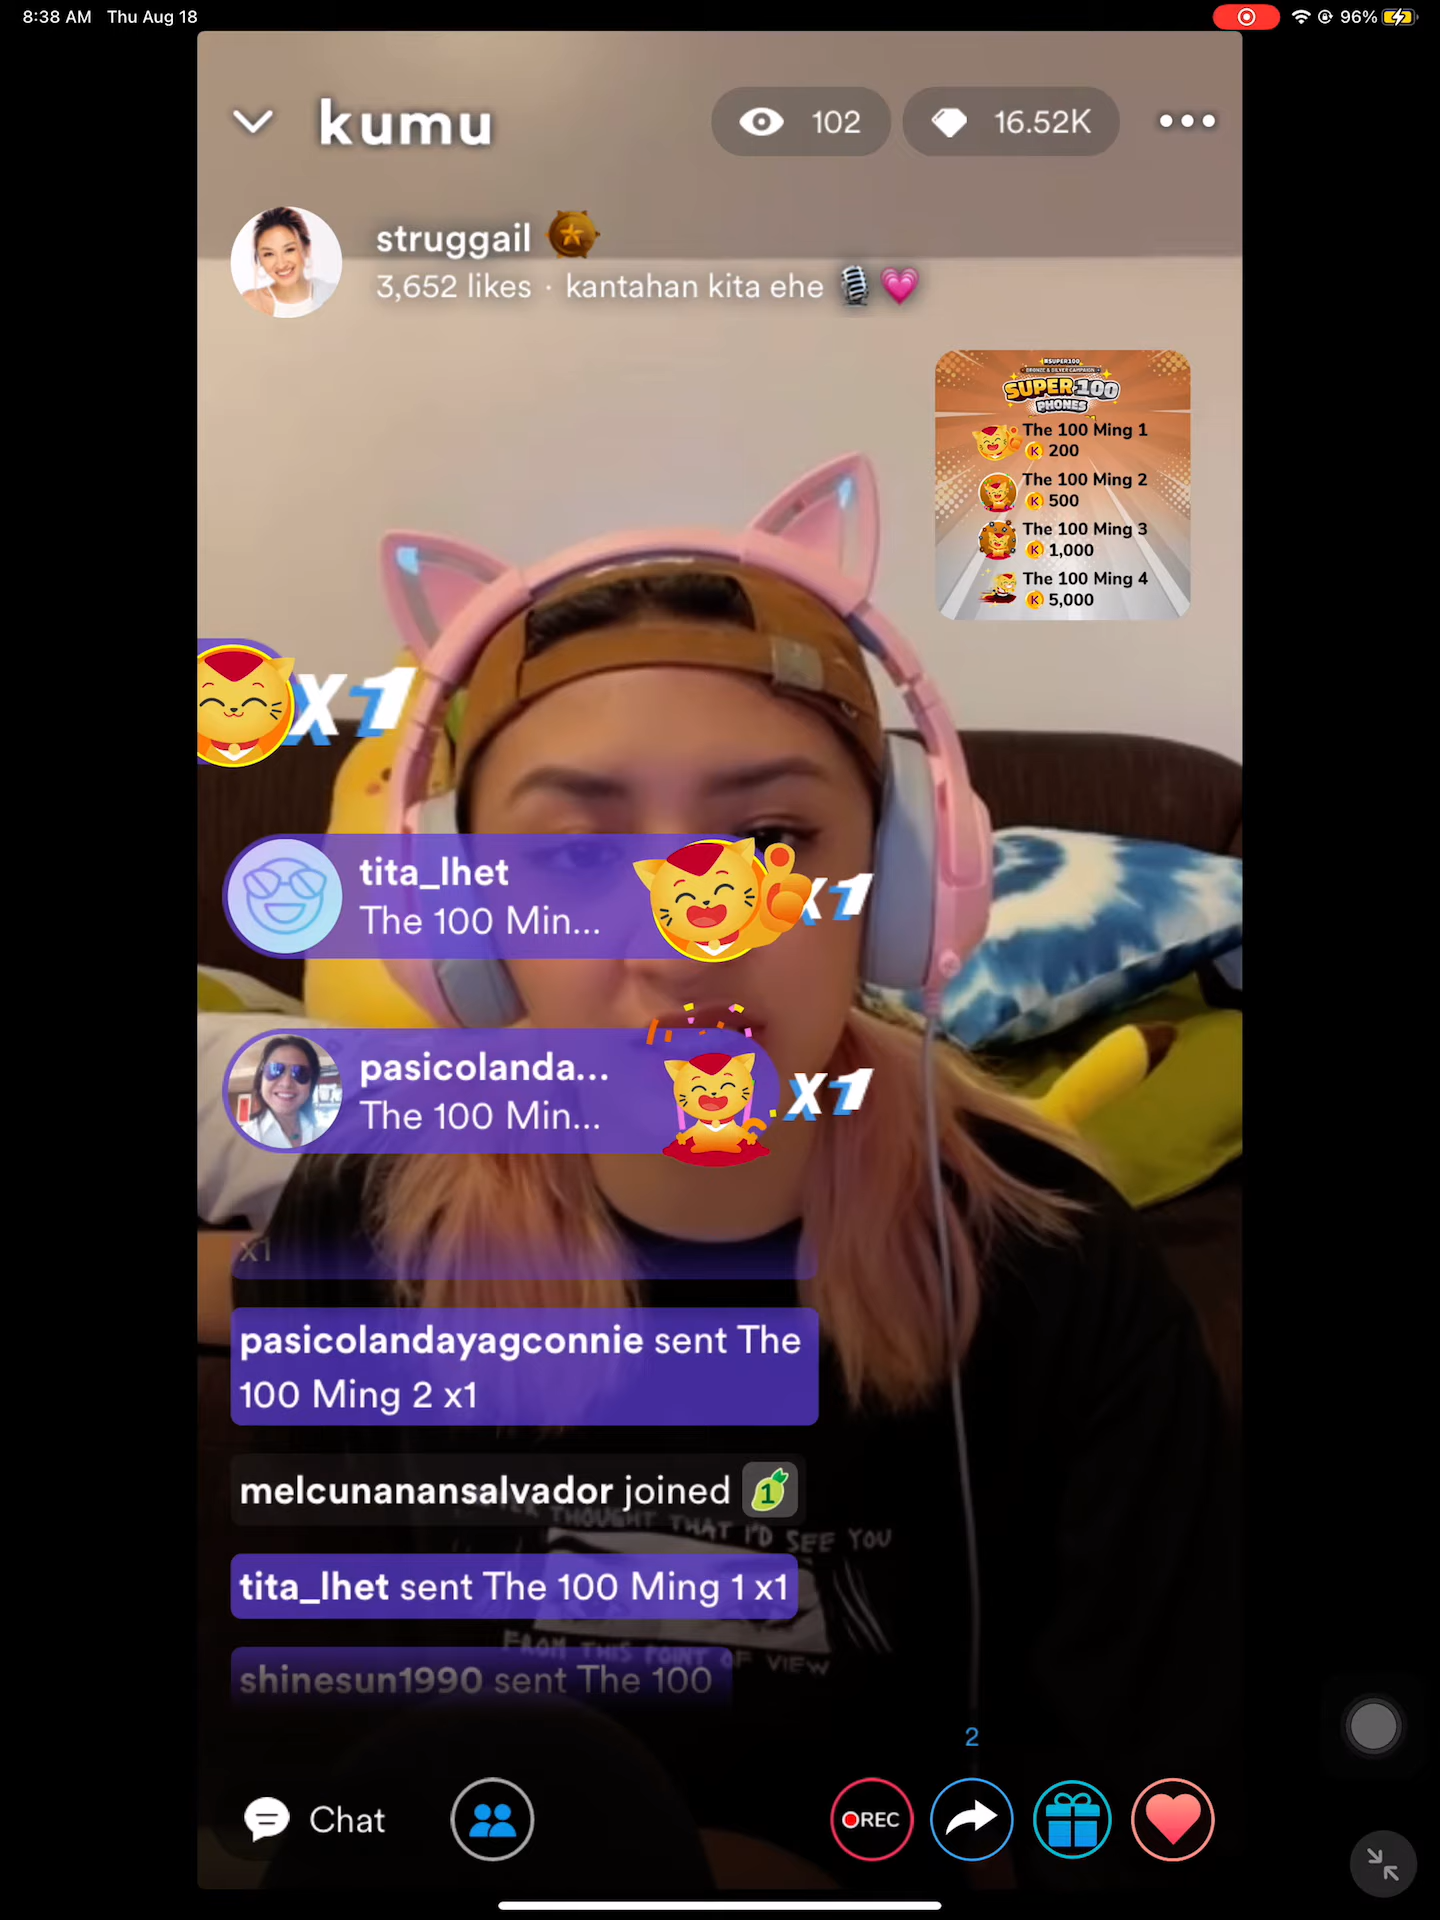 8:38 AM Thu Aug 18
96%
kumu
102
16.52K
struggail
3,652 likes · kantahan kita ehe
#SUPER100
BRONZE & SILVER CAMPAIGN
SUPER 100
PHONES
The 100 Ming 1
K 200
The 100 Ming 2
K 500
The 100 Ming 3
K 1,000
The 100 Ming 4
K 5,000
X1
tita_lhet
The 100 Min...
X1
pasicolanda...
The 100 Min...
X1
x1
pasicolandayagconnie sent The
100 Ming 2 x1
melcunanansalvador joined 1
THOUGHT THAT I'D SEE YOU
tita_lhet sent The 100 Ming 1 x1
FROM THIS POINT OF VIEW
shinesun1990 sent The 100
2
Chat
REC